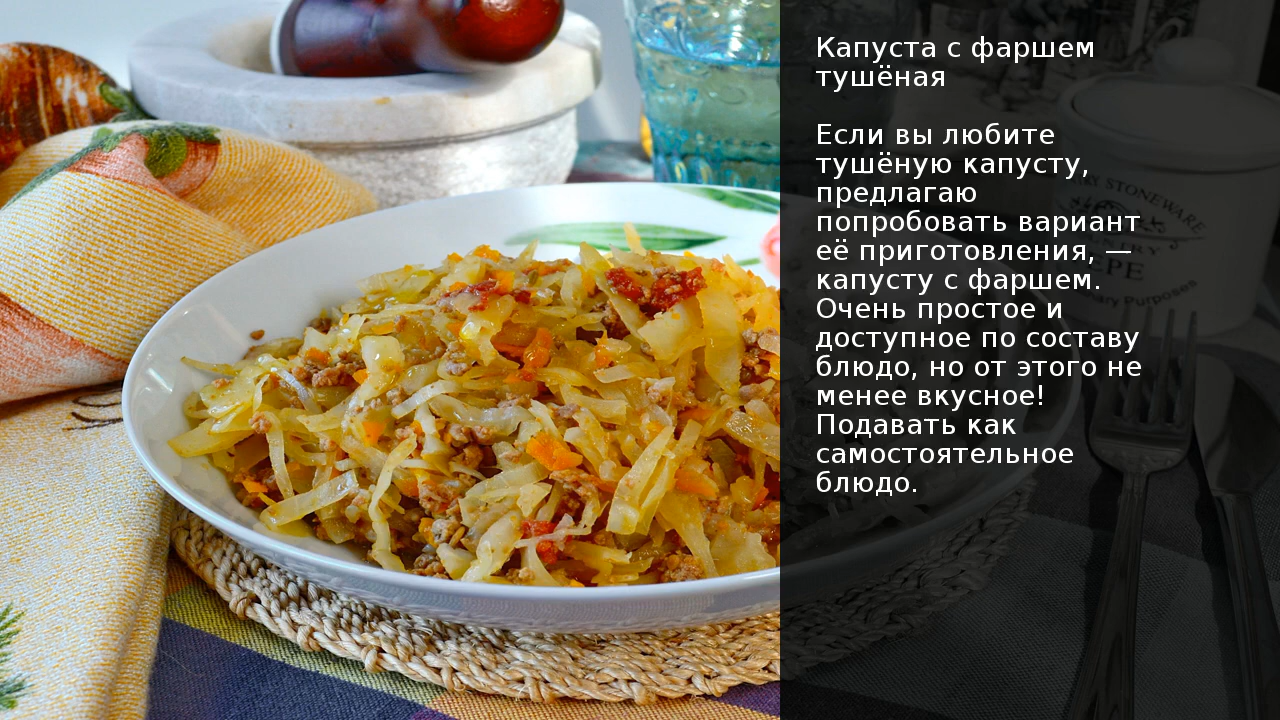 Капуста с фаршем
тушёная
Если вы любите
тушёную капусту,
предлагаю
попробовать вариант
её приготовления, —
капусту с фаршем.
Очень простое и
доступное по составу
блюдо, но от этого не
менее вкусное!
Подавать как
самостоятельное
блюдо.
STONEWARE